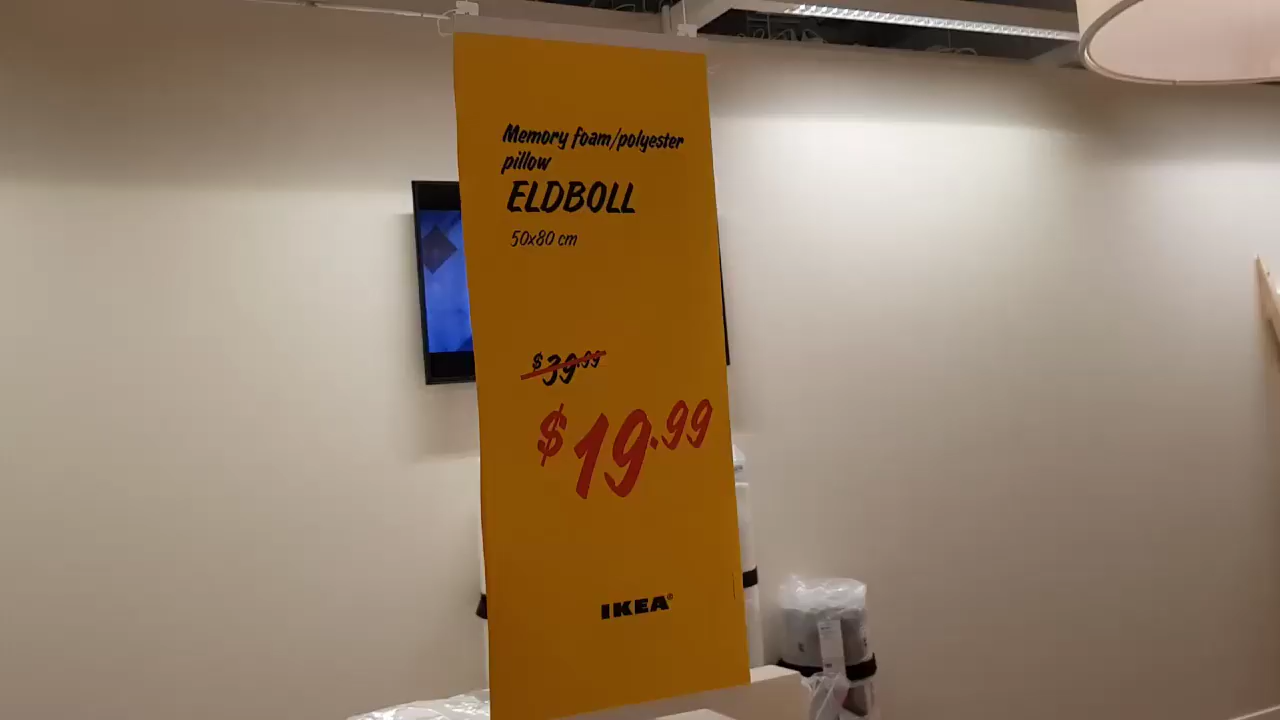 Memory foam/polyester
pillow
ELDBOLL
50x80 cm
$39.99
$19.99
IKEA®